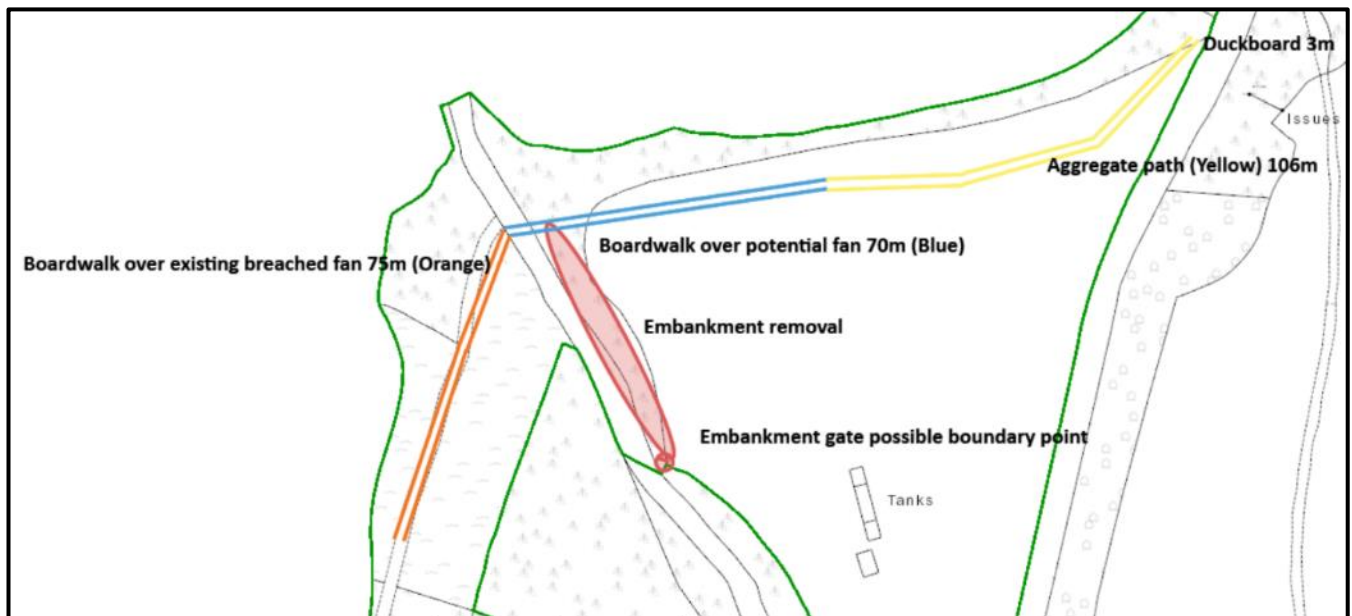 Duckboard 3m
Issues
Aggregate path (Yellow) 106m
Boardwalk over potential fan 70m (Blue)
Boardwalk over existing breached fan 75m (Orange)
Embankment removal
Embankment gate possible boundary point
Tanks